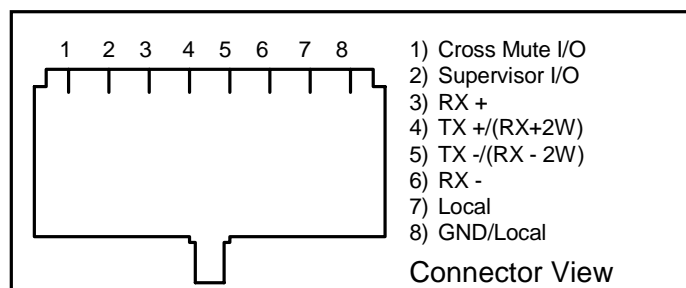 1 2 3 4 5 6 7 8
1) Cross Mute I/O
2) Supervisor I/O
3) RX +
4) TX +/(RX+2W)
5) TX -/(RX - 2W)
6) RX -
7) Local
8) GND/Local
Connector View